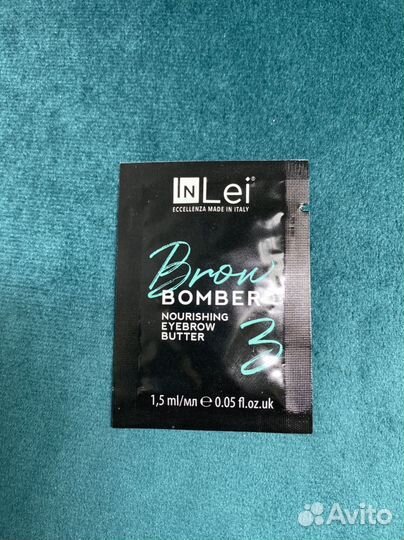 InLei®
ECCELLENZA MADE IN ITALY
Brow
BOMBER
NOURISHING
EYEBROW
BUTTER
3
1,5 ml/мл ℮ 0.05 fl.oz.uk
Avito